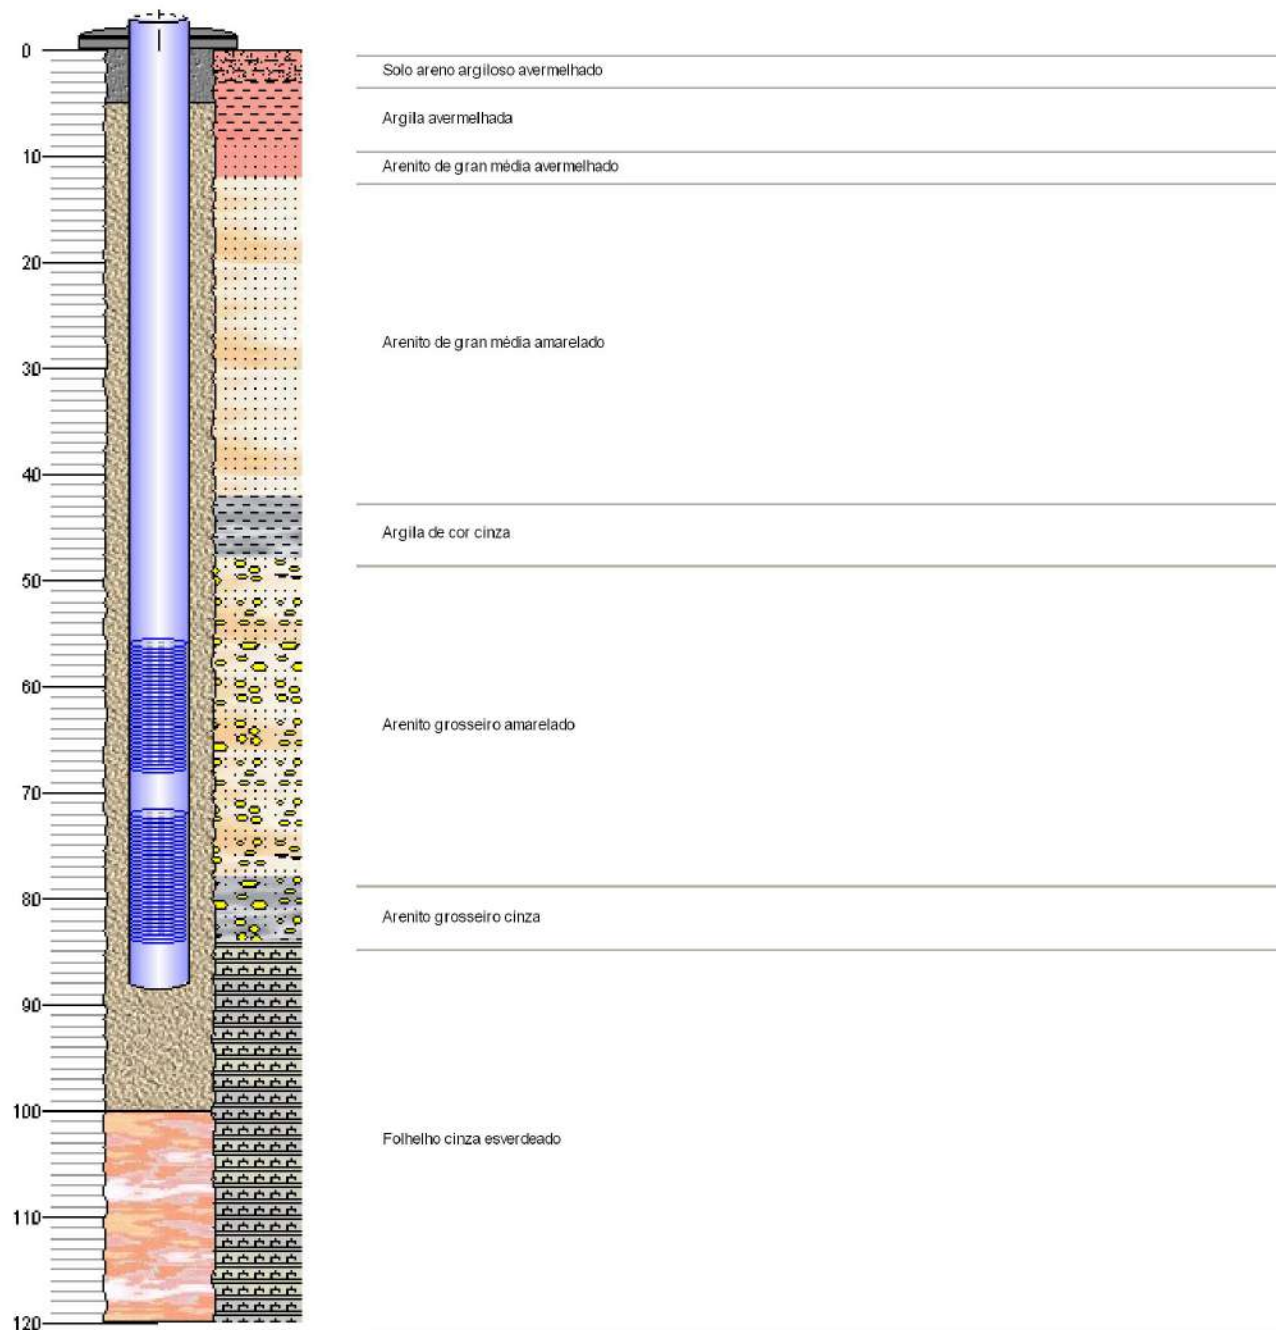 0
Solo areno argiloso avermelhado
Argila avermelhada
10
Arenito de gran média avermelhado
20
Arenito de gran média amarelado
30
40
Argila de cor cinza
50
60
Arenito grosseiro amarelado
70
80
Arenito grosseiro cinza
90
100
Folhelho cinza esverdeado
110
120